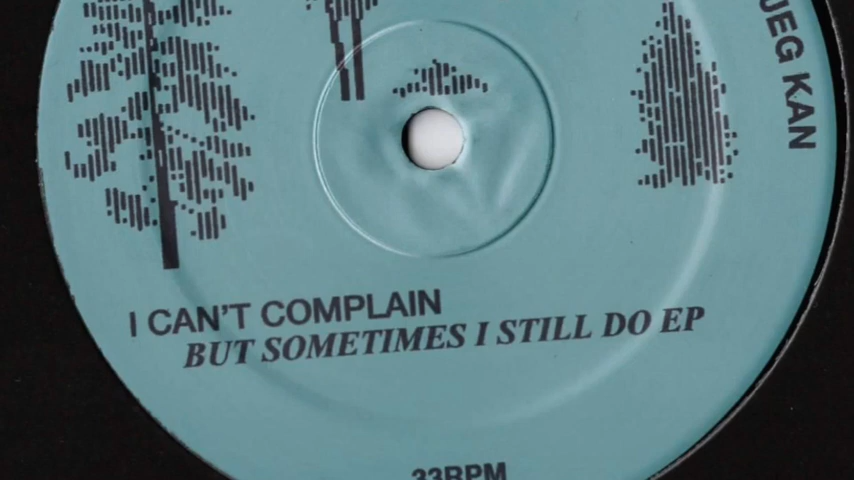 JEG KAN
I CAN'T COMPLAIN
BUT SOMETIMES I STILL DO EP
33RPM